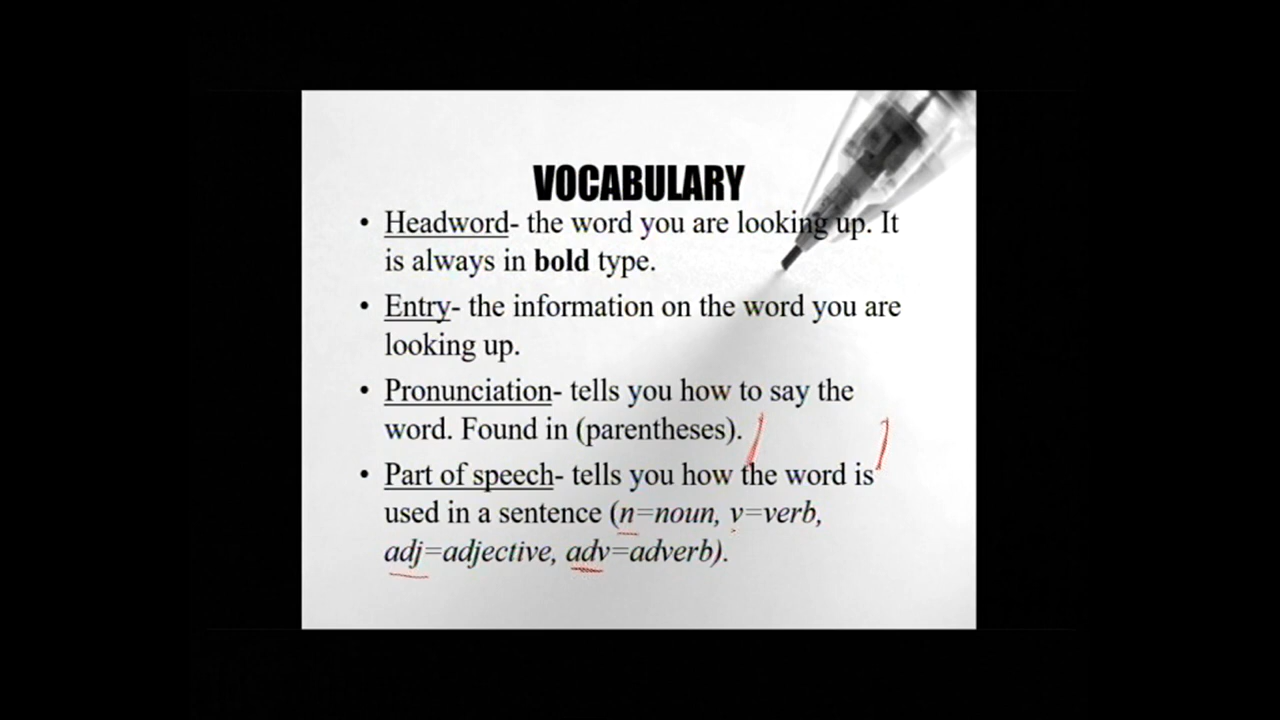 VOCABULARY
• Headword- the word you are looking up. It
is always in bold type.
• Entry- the information on the word you are
looking up.
• Pronunciation- tells you how to say the
word. Found in (parentheses).
• Part of speech- tells you how the word is
used in a sentence (n=noun, v=verb,
adj=adjective, adv=adverb).